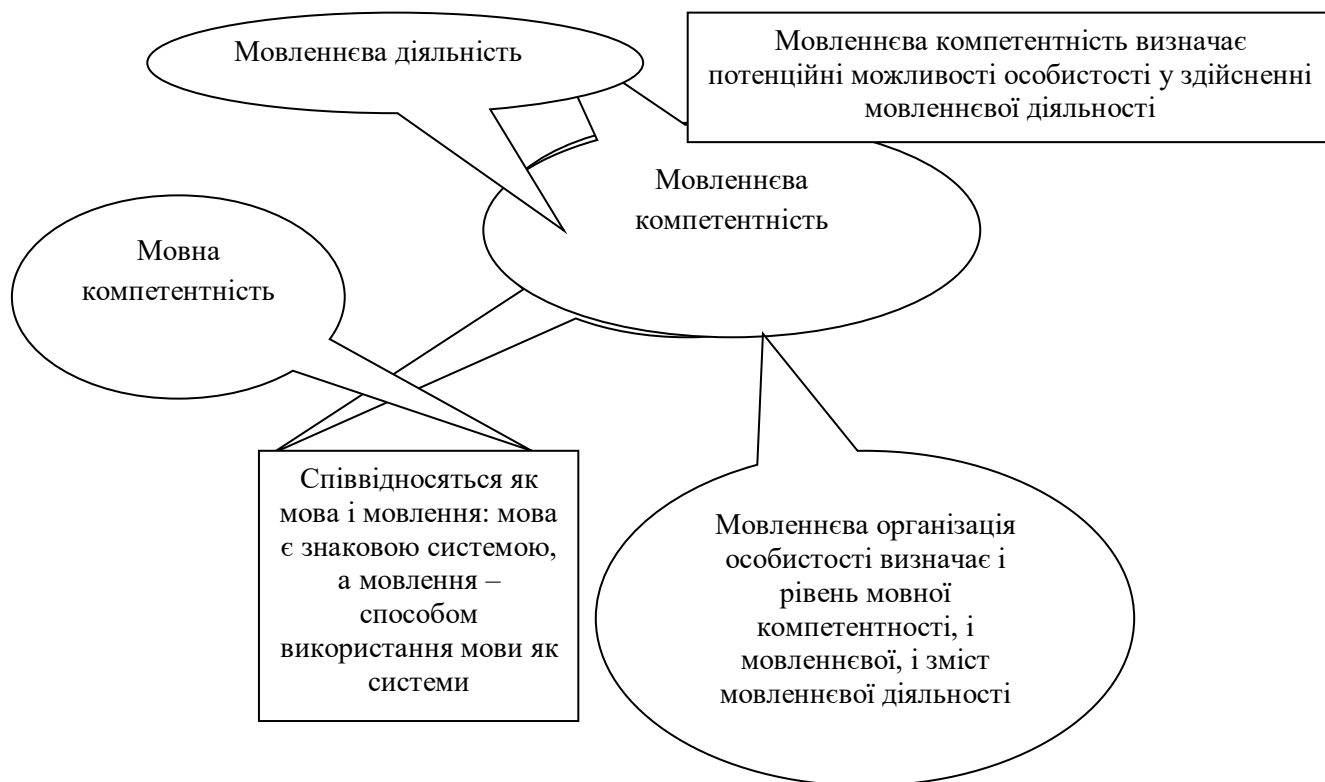 Мовленнєва діяльність
Мовленнєва компетентність визначає
потенційні можливості особистості у здійсненні
мовленнєвої діяльності
Мовленнєва
компетентність
Мовна
компетентність
Співвідносяться як
мова і мовлення: мова
є знаковою системою,
а мовлення –
способом
використання мови як
системи
Мовленнєва організація
особистості визначає і
рівень мовної
компетентності, і
мовленнєвої, і зміст
мовленнєвої діяльності